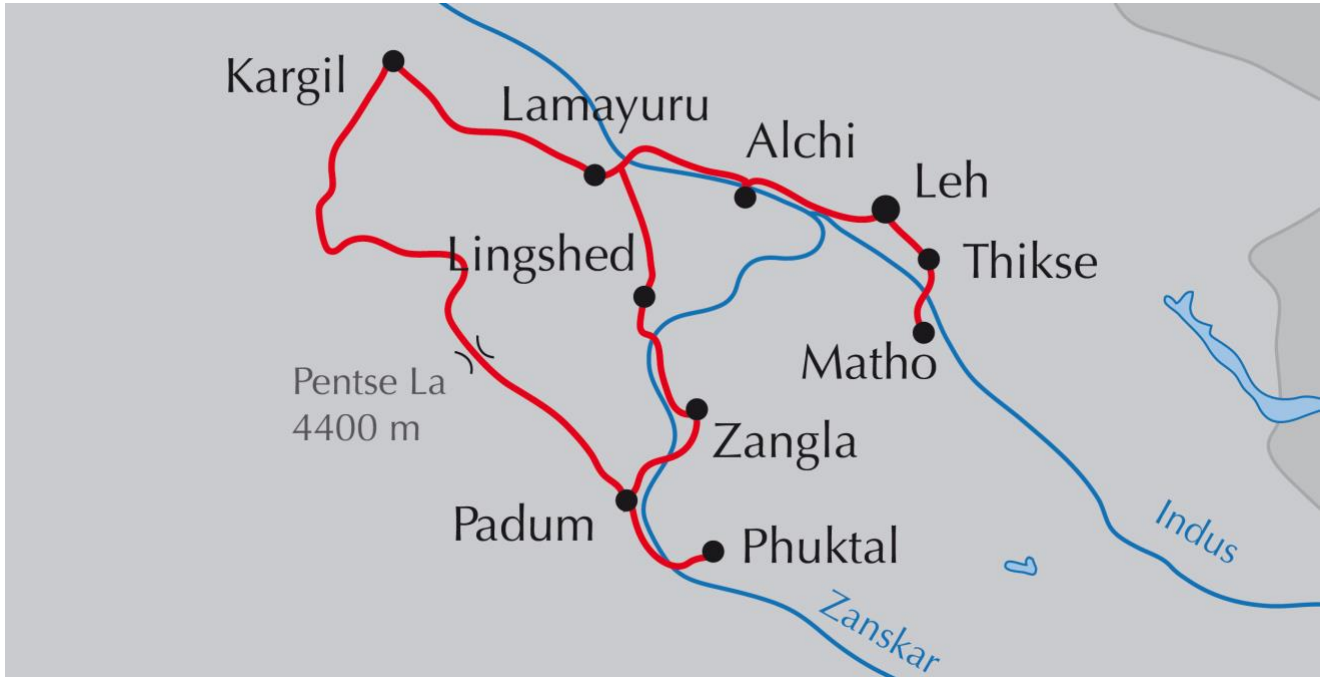 Kargil
Lamayuru
Alchi
Leh
Lingshed
Thikse
Matho
Pentse La
4400 m
Zangla
Padum
Phuktal
Indus
Zanskar